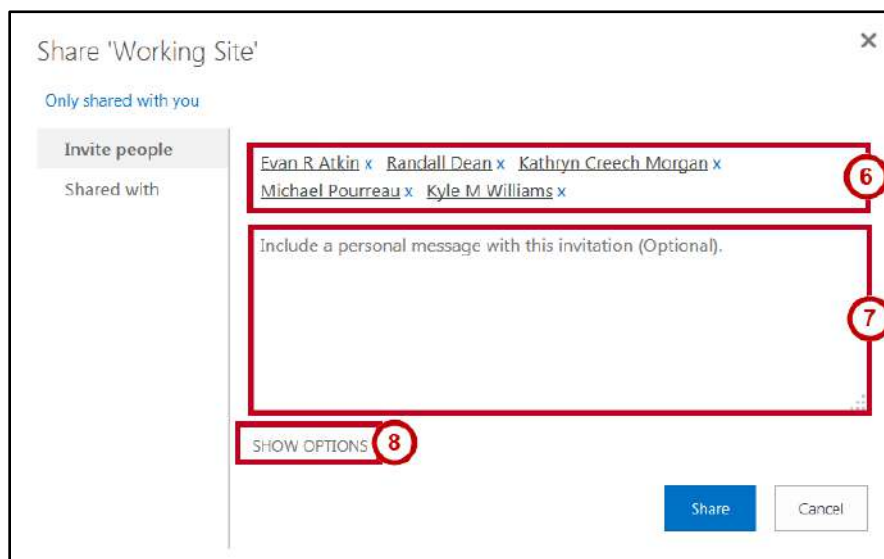 Share 'Working Site'
Only shared with you
Invite people
Shared with
Evan R Atkin x Randall Dean x Kathryn Creech Morgan x
Michael Pourreau x Kyle M Williams x
6
Include a personal message with this invitation (Optional).
7
SHOW OPTIONS
8
Share
Cancel